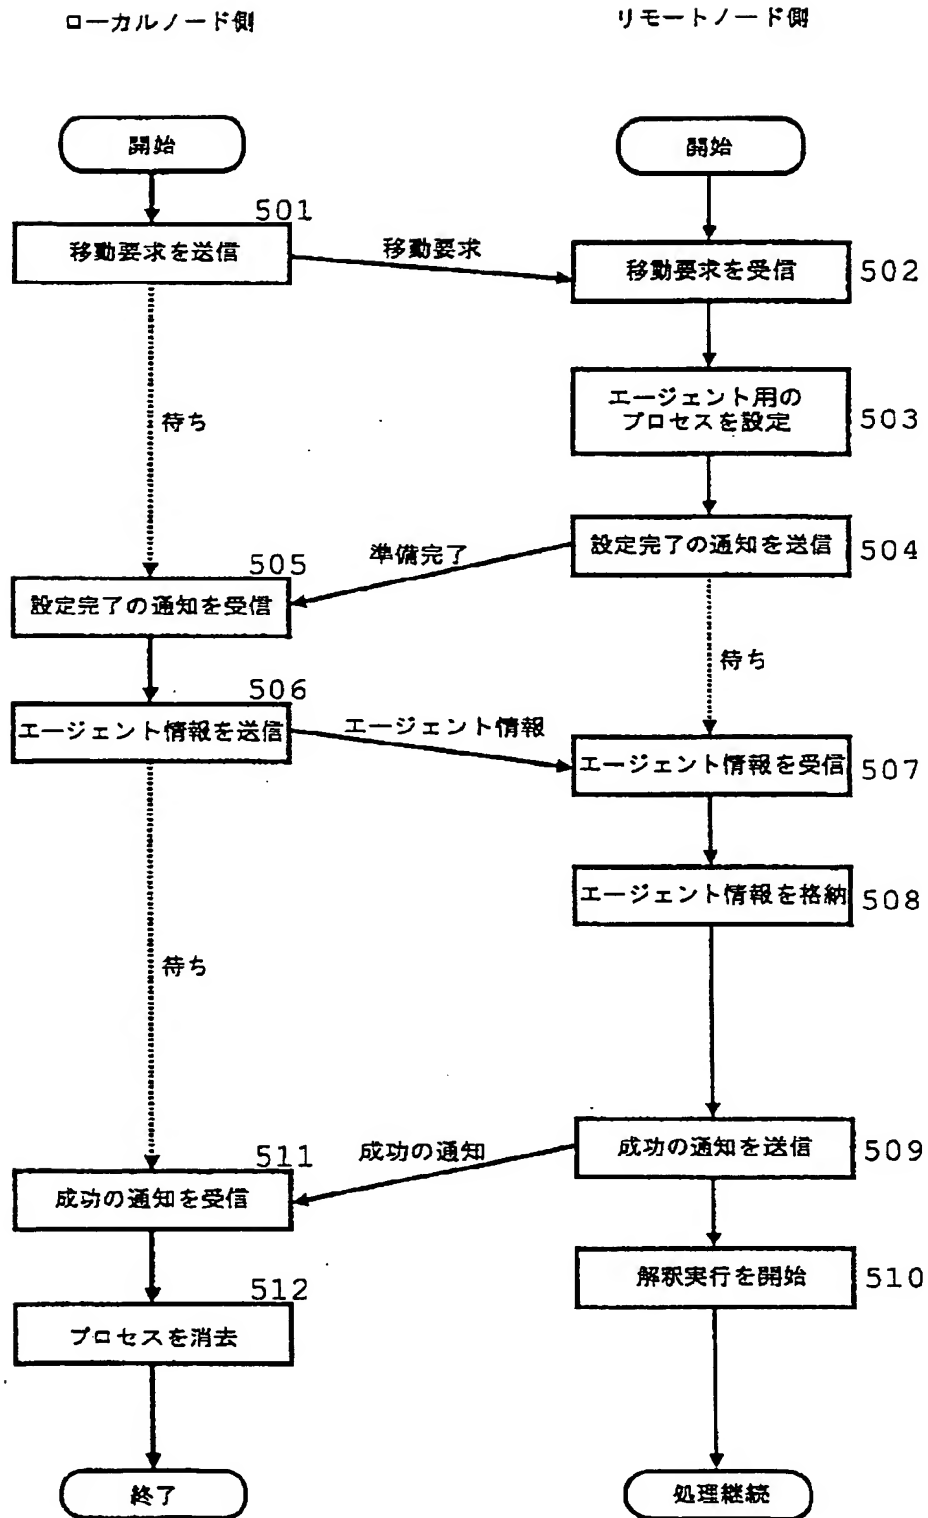 ローカルノード側
リモートノード側
開始
開始
501
移動要求を送信
移動要求
移動要求を受信
502
待ち
エージェント用の
プロセスを設定
503
設定完了の通知を送信
504
準備完了
505
設定完了の通知を受信
待ち
506
エージェント情報を送信
エージェント情報
エージェント情報を受信
507
エージェント情報を格納
508
待ち
成功の通知を送信
509
成功の通知
511
成功の通知を受信
解釈実行を開始
510
512
プロセスを消去
終了
処理継続